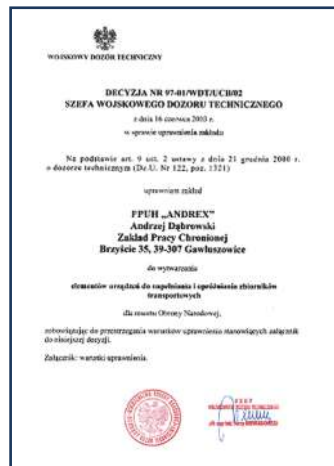 WOJSKOWY DOZÓR TECHNICZNY
DECYZJA NR 97-01/WDT/UCB/02
SZEFA WOJSKOWEGO DOZORU TECHNICZNEGO
z dnia 16 czerwca 2003 r.
w sprawie uprawnienia zakładu
Na podstawie art. 9 ust. 2 ustawy z dnia 21 grudnia 2000 r.
o dozorze technicznym (Dz.U. Nr 122, poz. 1321)
uprawniam zakład
FPUH „ANDREX”
Andrzej Dąbrowski
Zakład Pracy Chronionej
Brzyście 35, 39-307 Gawłuszowice
do wytwarzania
elementów urządzeń do napełniania i opróżniania zbiorników
transportowych
dla resortu Obrony Narodowej,
zobowiązując do przestrzegania warunków uprawnienia stanowiących załącznik
do niniejszej decyzji.
Załącznik: warunki uprawnienia.
SZEF